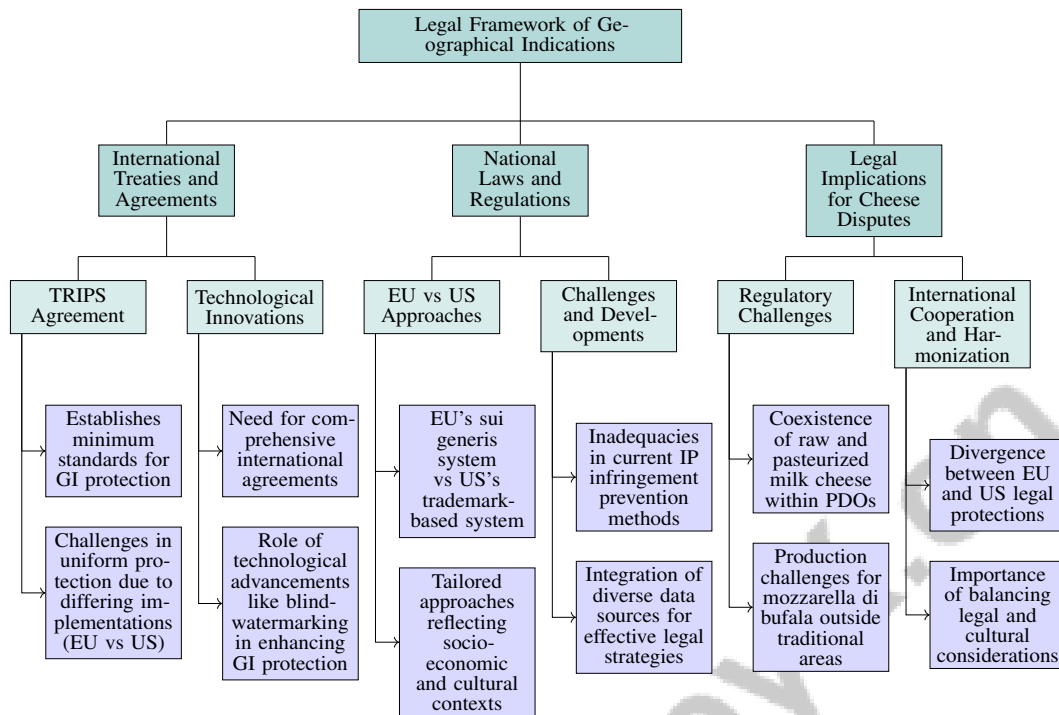 Legal Framework of Ge-
ographical Indications
International
Treaties and
Agreements
National
Laws and
Regulations
Legal
Implications
for Cheese
Disputes
TRIPS
Agreement
Technological
Innovations
EU vs US
Approaches
Challenges
and Devel-
opments
Regulatory
Challenges
International
Cooperation
and Har-
monization
Establishes
minimum
standards for
GI protection
Challenges in
uniform pro-
tection due to
differing im-
plementations
(EU vs US)
Need for com-
prehensive
international
agreements
Role of
technological
advancements
like blind-
watermarking
in enhancing
GI protection
EU's sui
generis
system
vs US's
trademark-
based system
Tailored
approaches
reflecting
socio-
economic
and cultural
contexts
Inadequacies
in current IP
infringement
prevention
methods
Integration of
diverse data
sources for
effective legal
strategies
Coexistence
of raw and
pasteurized
milk cheese
within PDOs
Production
challenges for
mozzarella di
bufala outside
traditional
areas
Divergence
between EU
and US legal
protections
Importance
of balancing
legal and
cultural
considerations